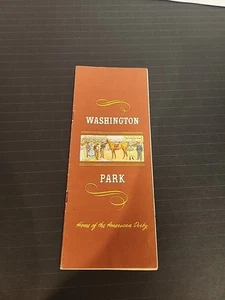 WASHINGTON
PARK
Home of the American Derby